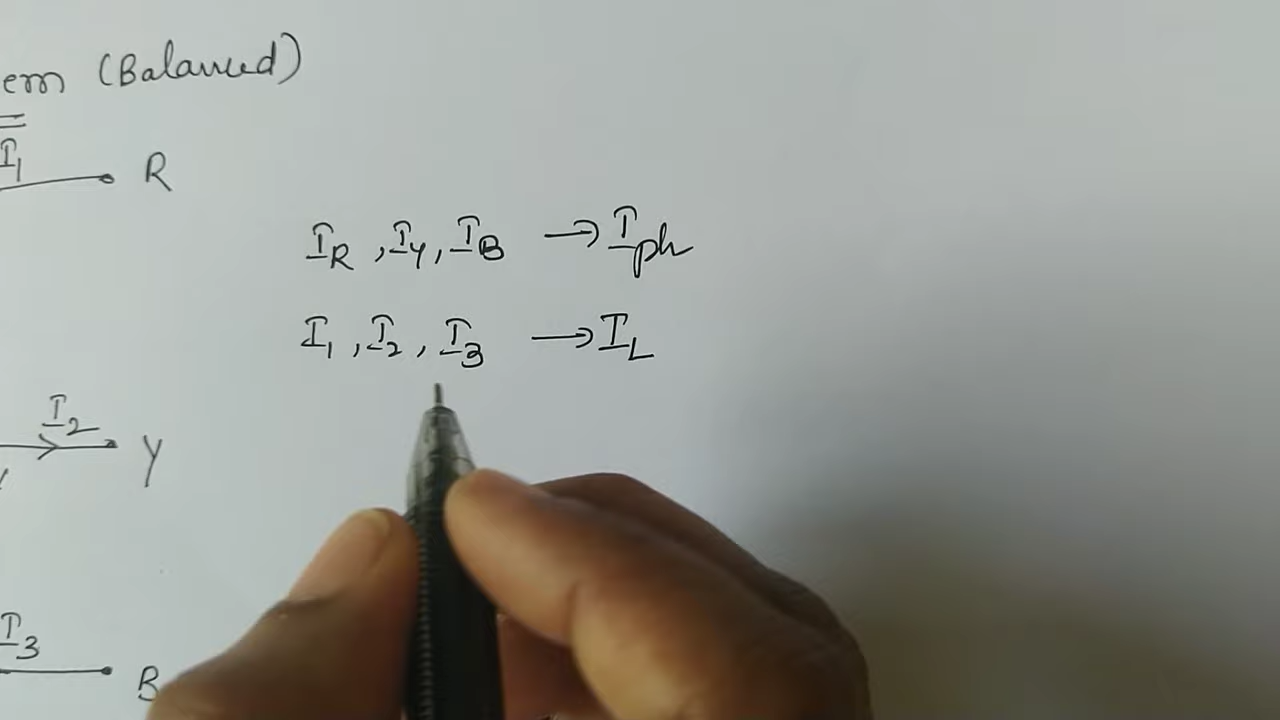 em (Balanced)
I1
R
IR, IY, IB → Iph
I1, I2, I3 → IL
I2
Y
I3
B